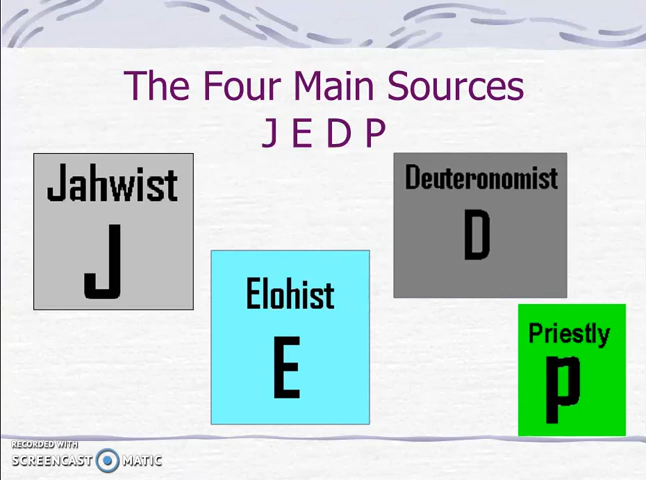 The Four Main Sources
J E D P
Jahwist
J
Elohist
E
Deuteronomist
D
Priestly
p
RECORDED WITH
SCREENCAST MATIC